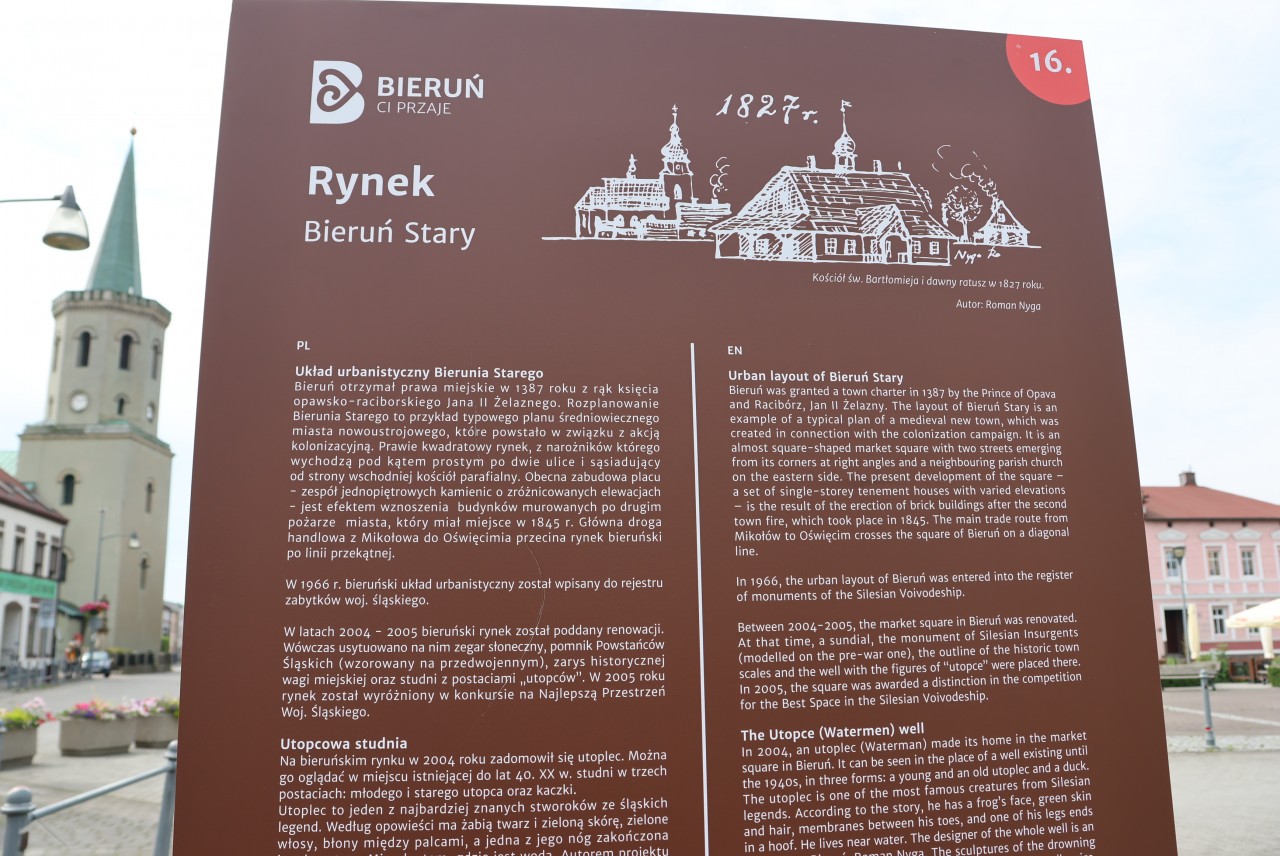 BIERUŃ
CI PRZAJE
16.
1827 r.
Rynek
Bieruń Stary
Kościół św. Bartłomieja i dawny ratusz w 1827 roku.
Autor: Roman Nyga
PL
Układ urbanistyczny Bierunia Starego
Bieruń otrzymał prawa miejskie w 1387 roku z rąk księcia
opawsko-raciborskiego Jana II Żelaznego. Rozplanowanie
Bierunia Starego to przykład typowego planu średniowiecznego
miasta nowoustrojowego, które powstało w związku z akcją
kolonizacyjną. Prawie kwadratowy rynek, z narożników którego
wychodzą pod kątem prostym po dwie ulice i sąsiadujący
od strony wschodniej kościół parafialny. Obecna zabudowa placu
- zespół jednopiętrowych kamienic o zróżnicowanych elewacjach
- jest efektem wznoszenia budynków murowanych po drugim
pożarze miasta, który miał miejsce w 1845 r. Główna droga
handlowa z Mikołowa do Oświęcimia przecina rynek bieruński
po linii przekątnej.
W 1966 r. bieruński układ urbanistyczny został wpisany do rejestru
zabytków woj. śląskiego.
W latach 2004 - 2005 bieruński rynek został poddany renowacji.
Wówczas usytuowano na nim zegar słoneczny, pomnik Powstańców
Śląskich (wzorowany na przedwojennym), zarys historycznej
wagi miejskiej oraz studni z postaciami „utopców”. W 2005 roku
rynek został wyróżniony w konkursie na Najlepszą Przestrzeń
Woj. Śląskiego.
Utopcowa studnia
Na bieruńskim rynku w 2004 roku zadomowił się utoplec. Można
go oglądać w miejscu istniejącej do lat 40. XX w. studni w trzech
postaciach: młodego i starego utopca oraz kaczki.
Utoplec to jeden z najbardziej znanych stworoków ze śląskich
legend. Według opowieści ma żabią twarz i zieloną skórę, zielone
włosy, błony między palcami, a jedna z jego nóg zakończona
EN
Urban layout of Bieruń Stary
Bieruń was granted a town charter in 1387 by the Prince of Opava
and Racibórz, Jan II Żelazny. The layout of Bieruń Stary is an
example of a typical plan of a medieval new town, which was
created in connection with the colonization campaign. It is an
almost square-shaped market square with two streets emerging
from its corners at right angles and a neighbouring parish church
on the eastern side. The present development of the square –
a set of single-storey tenement houses with varied elevations
– is the result of the erection of brick buildings after the second
town fire, which took place in 1845. The main trade route from
Mikołów to Oświęcim crosses the square of Bieruń on a diagonal
line.
In 1966, the urban layout of Bieruń was entered into the register
of monuments of the Silesian Voivodeship.
Between 2004-2005, the market square in Bieruń was renovated.
At that time, a sundial, the monument of Silesian Insurgents
(modelled on the pre-war one), the outline of the historic town
scales and the well with the figures of “utopce” were placed there.
In 2005, the square was awarded a distinction in the competition
for the Best Space in the Silesian Voivodeship.
The Utopce (Watermen) well
In 2004, an utoplec (Waterman) made its home in the market
square in Bieruń. It can be seen in the place of a well existing until
the 1940s, in three forms: a young and an old utoplec and a duck.
The utoplec is one of the most famous creatures from Silesian
legends. According to the story, he has a frog's face, green skin
and hair, membranes between his toes, and one of his legs ends
in a hoof. He lives near water. The designer of the whole well is an
Roman Nyga. The sculptures of the drowning